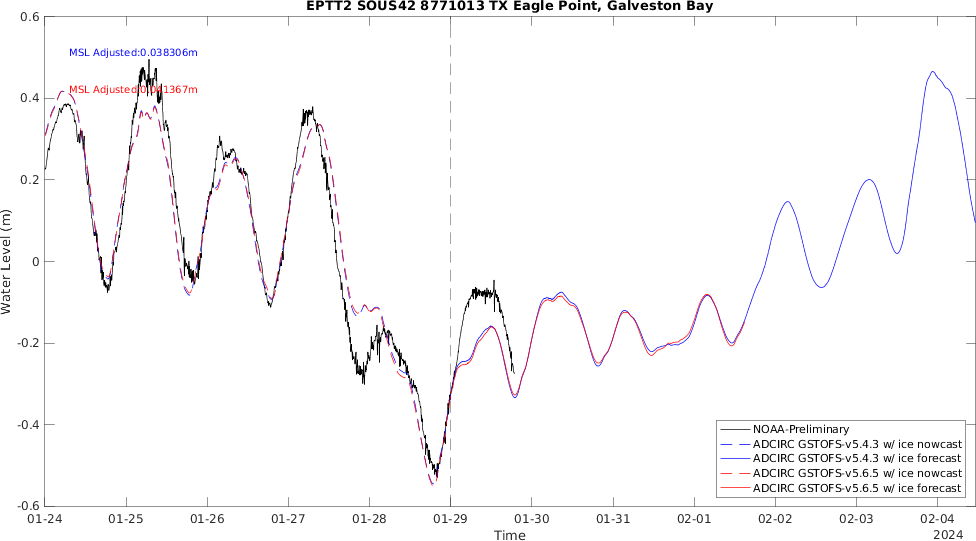 EPTT2 SOUS42 8771013 TX Eagle Point, Galveston Bay
0.6
MSL Adjusted:0.038306m
MSL Adjusted:0.041367m
0.4
0.2
0
-0.2
-0.4
-0.6
Water Level (m)
NOAA-Preliminary
ADCIRC GSTOFS-v5.4.3 w/ ice nowcast
ADCIRC GSTOFS-v5.4.3 w/ ice forecast
ADCIRC GSTOFS-v5.6.5 w/ ice nowcast
ADCIRC GSTOFS-v5.6.5 w/ ice forecast
01-24 01-25 01-26 01-27 01-28 01-29 01-30 01-31 02-01 02-02 02-03 02-04
Time
2024